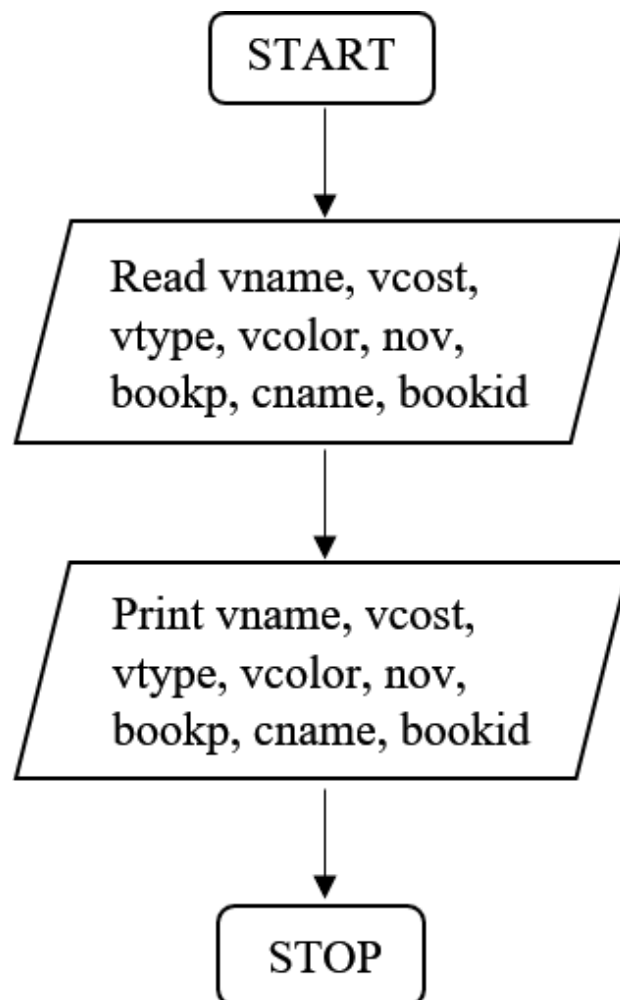 START
Read vname, vcost,
vtype, vcolor, nov,
bookp, cname, bookid
Print vname, vcost,
vtype, vcolor, nov,
bookp, cname, bookid
STOP